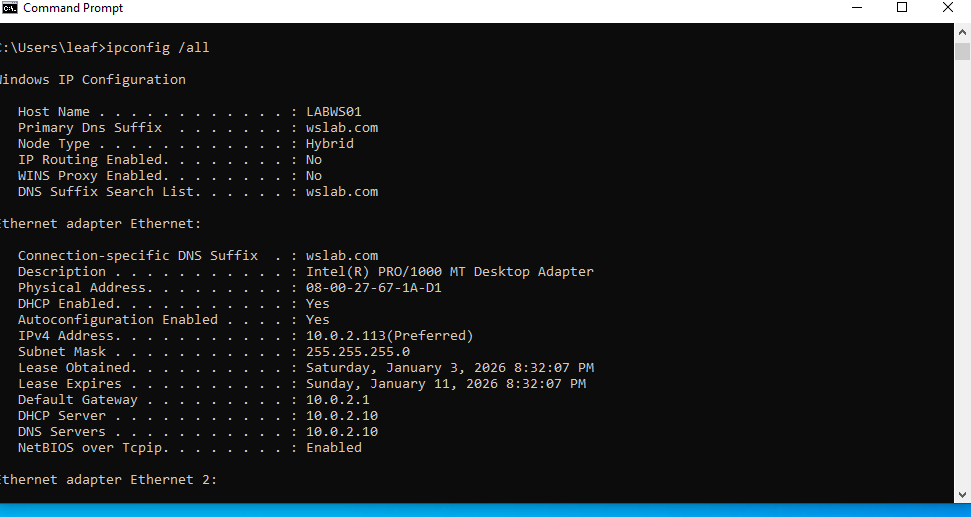 Command Prompt
C:\Users\leaf>ipconfig /all
Windows IP Configuration
Host Name . . . . . . . . . . . . : LABWS01
Primary Dns Suffix  . . . . . . . : wslab.com
Node Type . . . . . . . . . . . . : Hybrid
IP Routing Enabled. . . . . . . . : No
WINS Proxy Enabled. . . . . . . . : No
DNS Suffix Search List. . . . . . : wslab.com
Ethernet adapter Ethernet:
Connection-specific DNS Suffix  . : wslab.com
Description . . . . . . . . . . . : Intel(R) PRO/1000 MT Desktop Adapter
Physical Address. . . . . . . . . : 08-00-27-67-1A-D1
DHCP Enabled. . . . . . . . . . . : Yes
Autoconfiguration Enabled . . . . : Yes
IPv4 Address. . . . . . . . . . . : 10.0.2.113(Preferred)
Subnet Mask . . . . . . . . . . . : 255.255.255.0
Lease Obtained. . . . . . . . . . : Saturday, January 3, 2026 8:32:07 PM
Lease Expires . . . . . . . . . . : Sunday, January 11, 2026 8:32:07 PM
Default Gateway . . . . . . . . . : 10.0.2.1
DHCP Server . . . . . . . . . . . : 10.0.2.10
DNS Servers . . . . . . . . . . . : 10.0.2.10
NetBIOS over Tcpip. . . . . . . . : Enabled
Ethernet adapter Ethernet 2: